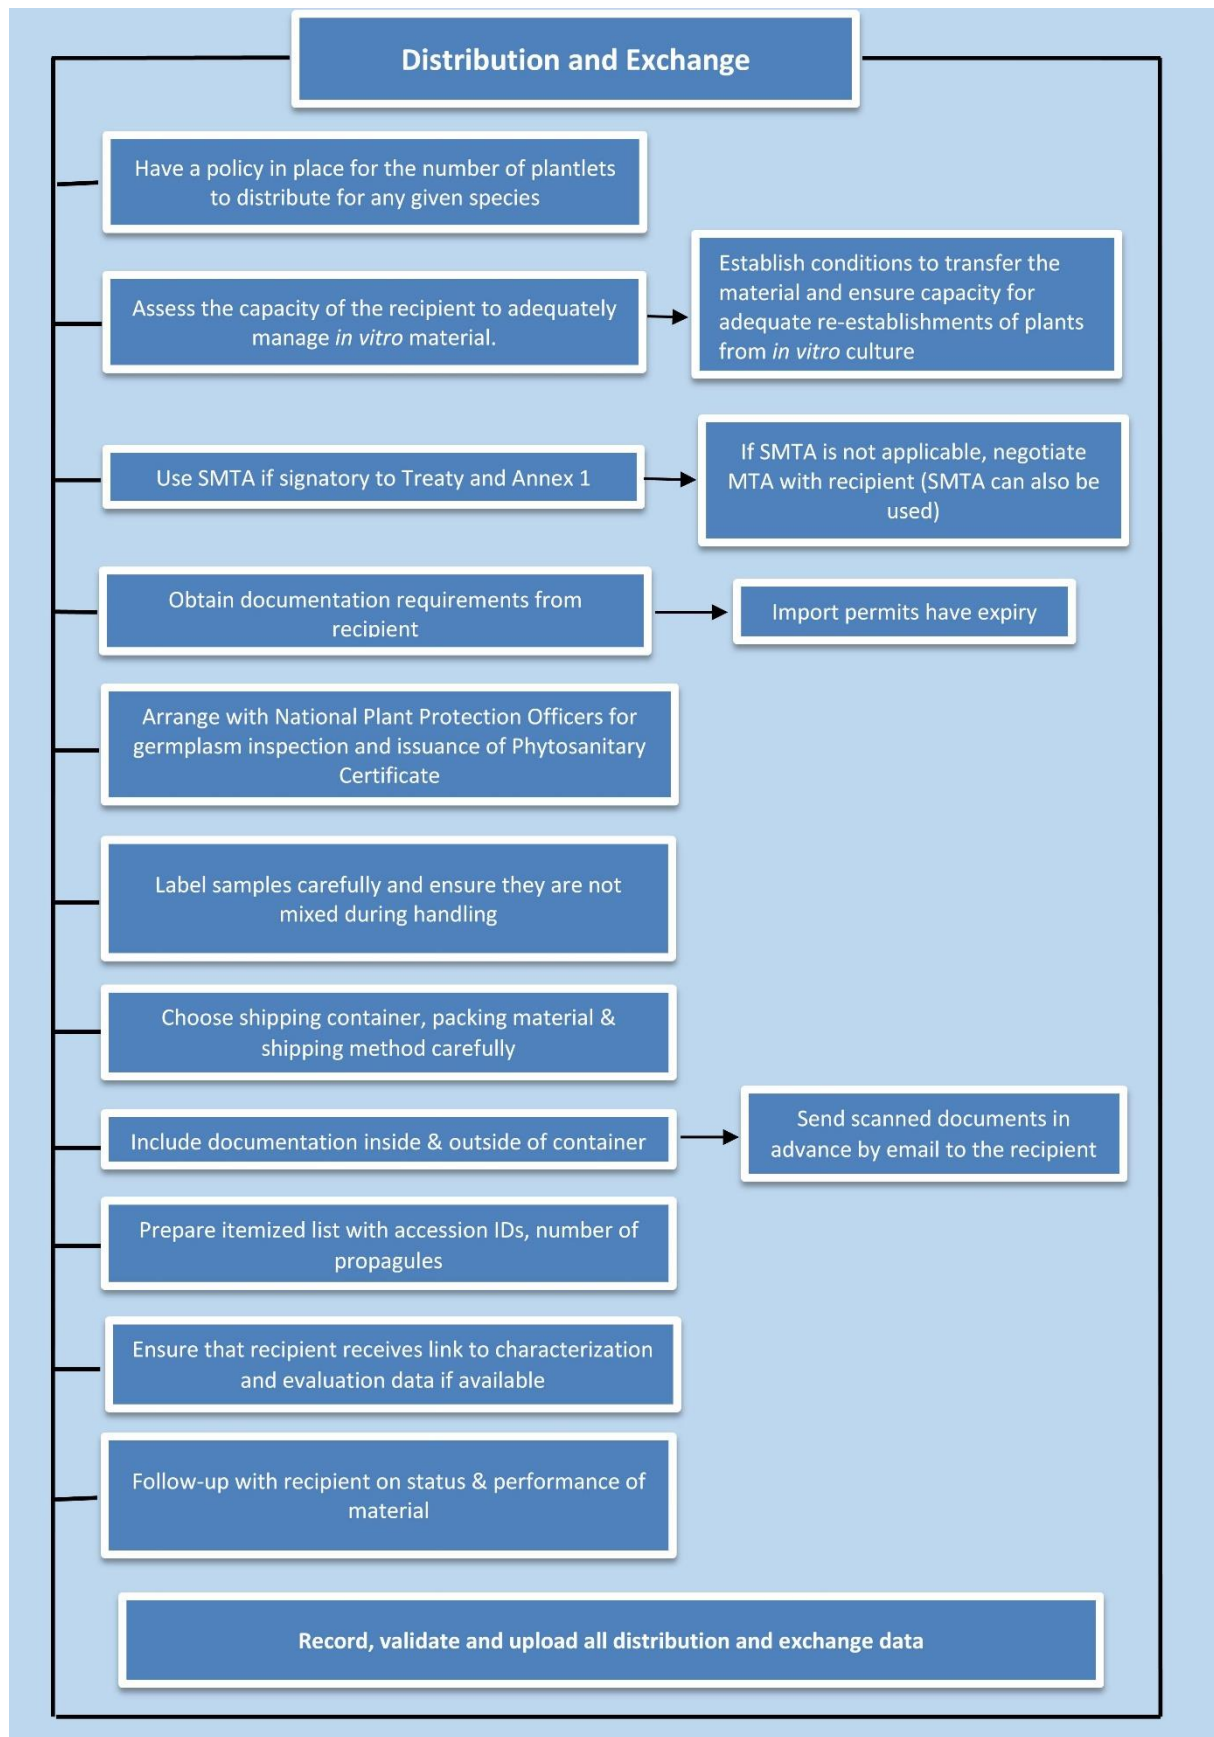 Distribution and Exchange
Have a policy in place for the number of plantlets
to distribute for any given species
Assess the capacity of the recipient to adequately
manage in vitro material.
Establish conditions to transfer the
material and ensure capacity for
adequate re-establishments of plants
from in vitro culture
Use SMTA if signatory to Treaty and Annex 1
If SMTA is not applicable, negotiate
MTA with recipient (SMTA can also be
used)
Obtain documentation requirements from
recipient
Import permits have expiry
Arrange with National Plant Protection Officers for
germplasm inspection and issuance of Phytosanitary
Certificate
Label samples carefully and ensure they are not
mixed during handling
Choose shipping container, packing material &
shipping method carefully
Include documentation inside & outside of container
Send scanned documents in
advance by email to the recipient
Prepare itemized list with accession IDs, number of
propagules
Ensure that recipient receives link to characterization
and evaluation data if available
Follow-up with recipient on status & performance of
material
Record, validate and upload all distribution and exchange data